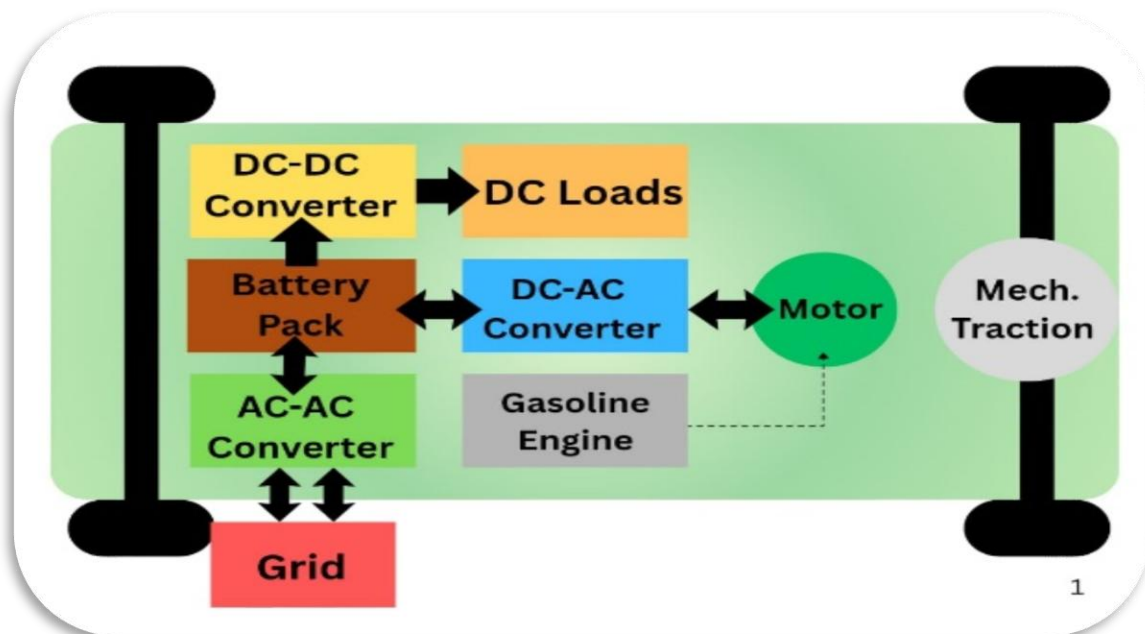 DC-DC
Converter
DC Loads
Battery
Pack
DC-AC
Converter
Motor
Mech.
Traction
AC-AC
Converter
Gasoline
Engine
Grid
1